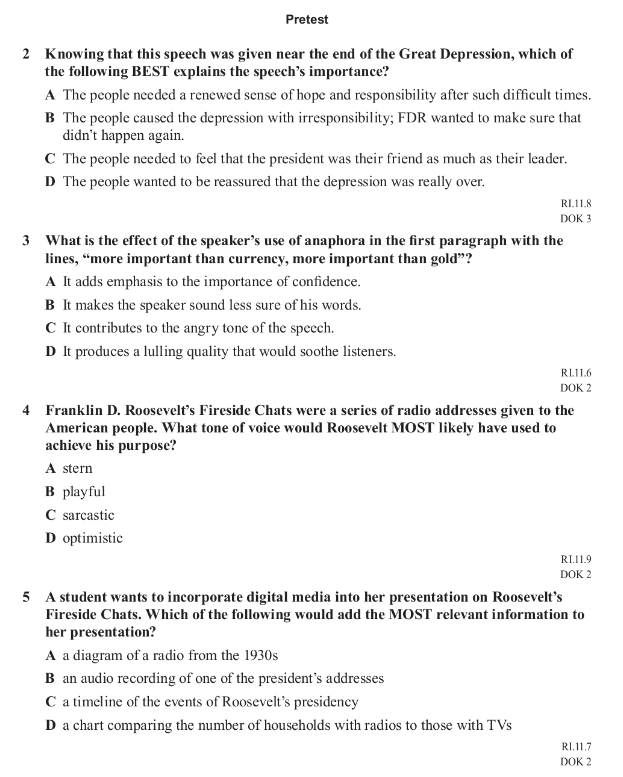 Pretest
2 Knowing that this speech was given near the end of the Great Depression, which of
the following BEST explains the speech’s importance?
A The people needed a renewed sense of hope and responsibility after such difficult times.
B The people caused the depression with irresponsibility; FDR wanted to make sure that
didn’t happen again.
C The people needed to feel that the president was their friend as much as their leader.
D The people wanted to be reassured that the depression was really over.
RI.11.8
DOK 3
3 What is the effect of the speaker’s use of anaphora in the first paragraph with the
lines, “more important than currency, more important than gold”?
A It adds emphasis to the importance of confidence.
B It makes the speaker sound less sure of his words.
C It contributes to the angry tone of the speech.
D It produces a lulling quality that would soothe listeners.
RI.11.6
DOK 2
4 Franklin D. Roosevelt’s Fireside Chats were a series of radio addresses given to the
American people. What tone of voice would Roosevelt MOST likely have used to
achieve his purpose?
A stern
B playful
C sarcastic
D optimistic
RI.11.9
DOK 2
5 A student wants to incorporate digital media into her presentation on Roosevelt’s
Fireside Chats. Which of the following would add the MOST relevant information to
her presentation?
A a diagram of a radio from the 1930s
B an audio recording of one of the president’s addresses
C a timeline of the events of Roosevelt’s presidency
D a chart comparing the number of households with radios to those with TVs
RI.11.7
DOK 2